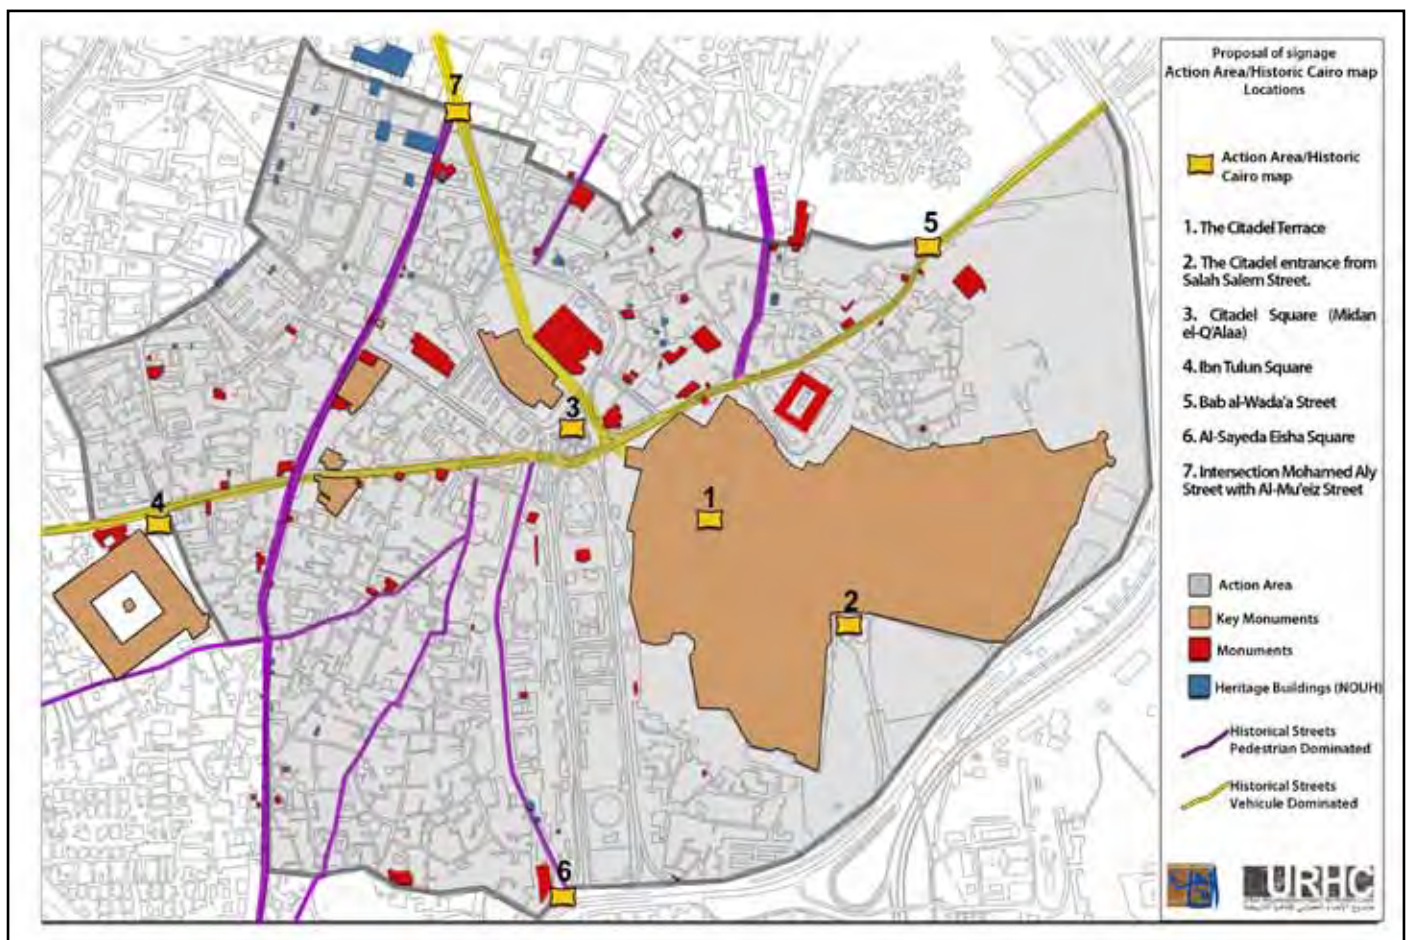 Proposal of signage
Action Area/Historic Cairo map
Locations
Action Area/Historic
Cairo map
1. The Citadel Terrace
2. The Citadel entrance from
Salah Salem Street.
3. Citadel Square (Midan
el-Q'Alaa)
4. Ibn Tulun Square
5. Bab al-Wada'a Street
6. Al-Sayeda Eisha Square
7. Intersection Mohamed Aly
Street with Al-Mu'eiz Street
Action Area
Key Monuments
Monuments
Heritage Buildings (NOUH)
Historical Streets
Pedestrian Dominated
Historical Streets
Vehicule Dominated
URHC
7
5
3
4
1
2
6